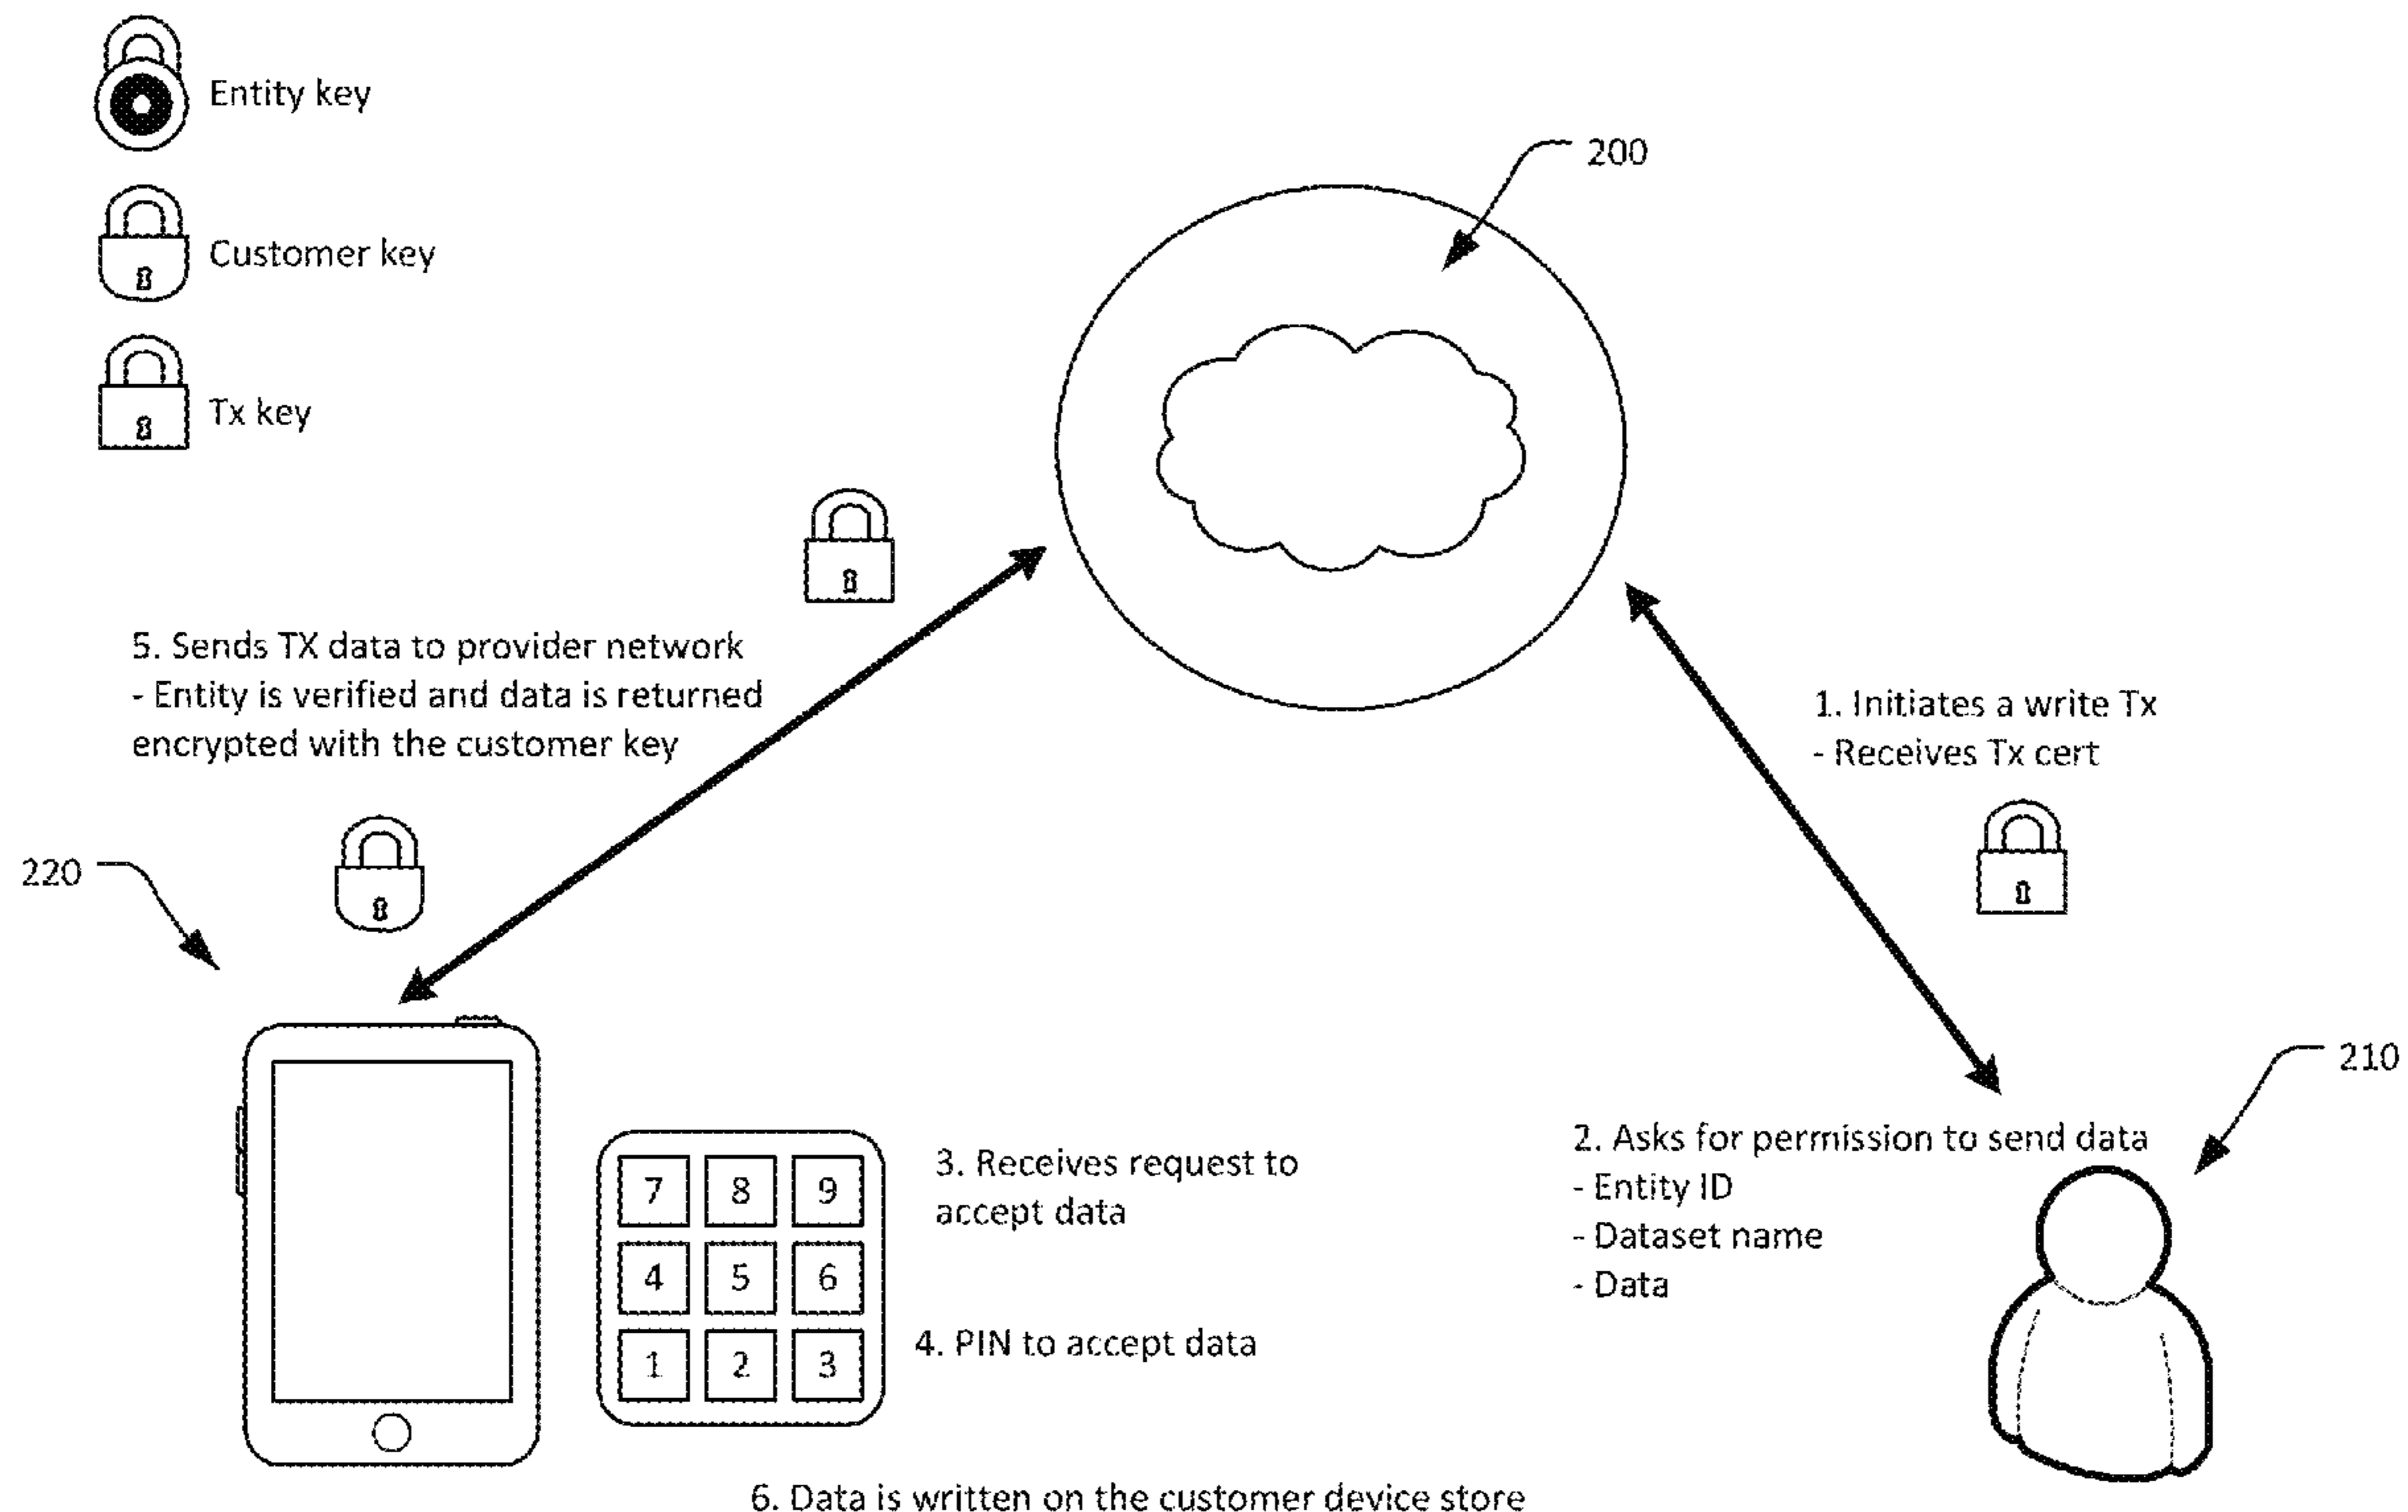 Entity key
200
Customer key
Tx key
5. Sends TX data to provider network
- Entity is verified and data is returned
encrypted with the customer key
1. Initiates a write Tx
- Receives Tx cert
220
210
2. Asks for permission to send data
- Entity ID
- Dataset name
- Data
3. Receives request to
accept data
7 8 9
4 5 6
1 2 3
4. PIN to accept data
6. Data is written on the customer device store